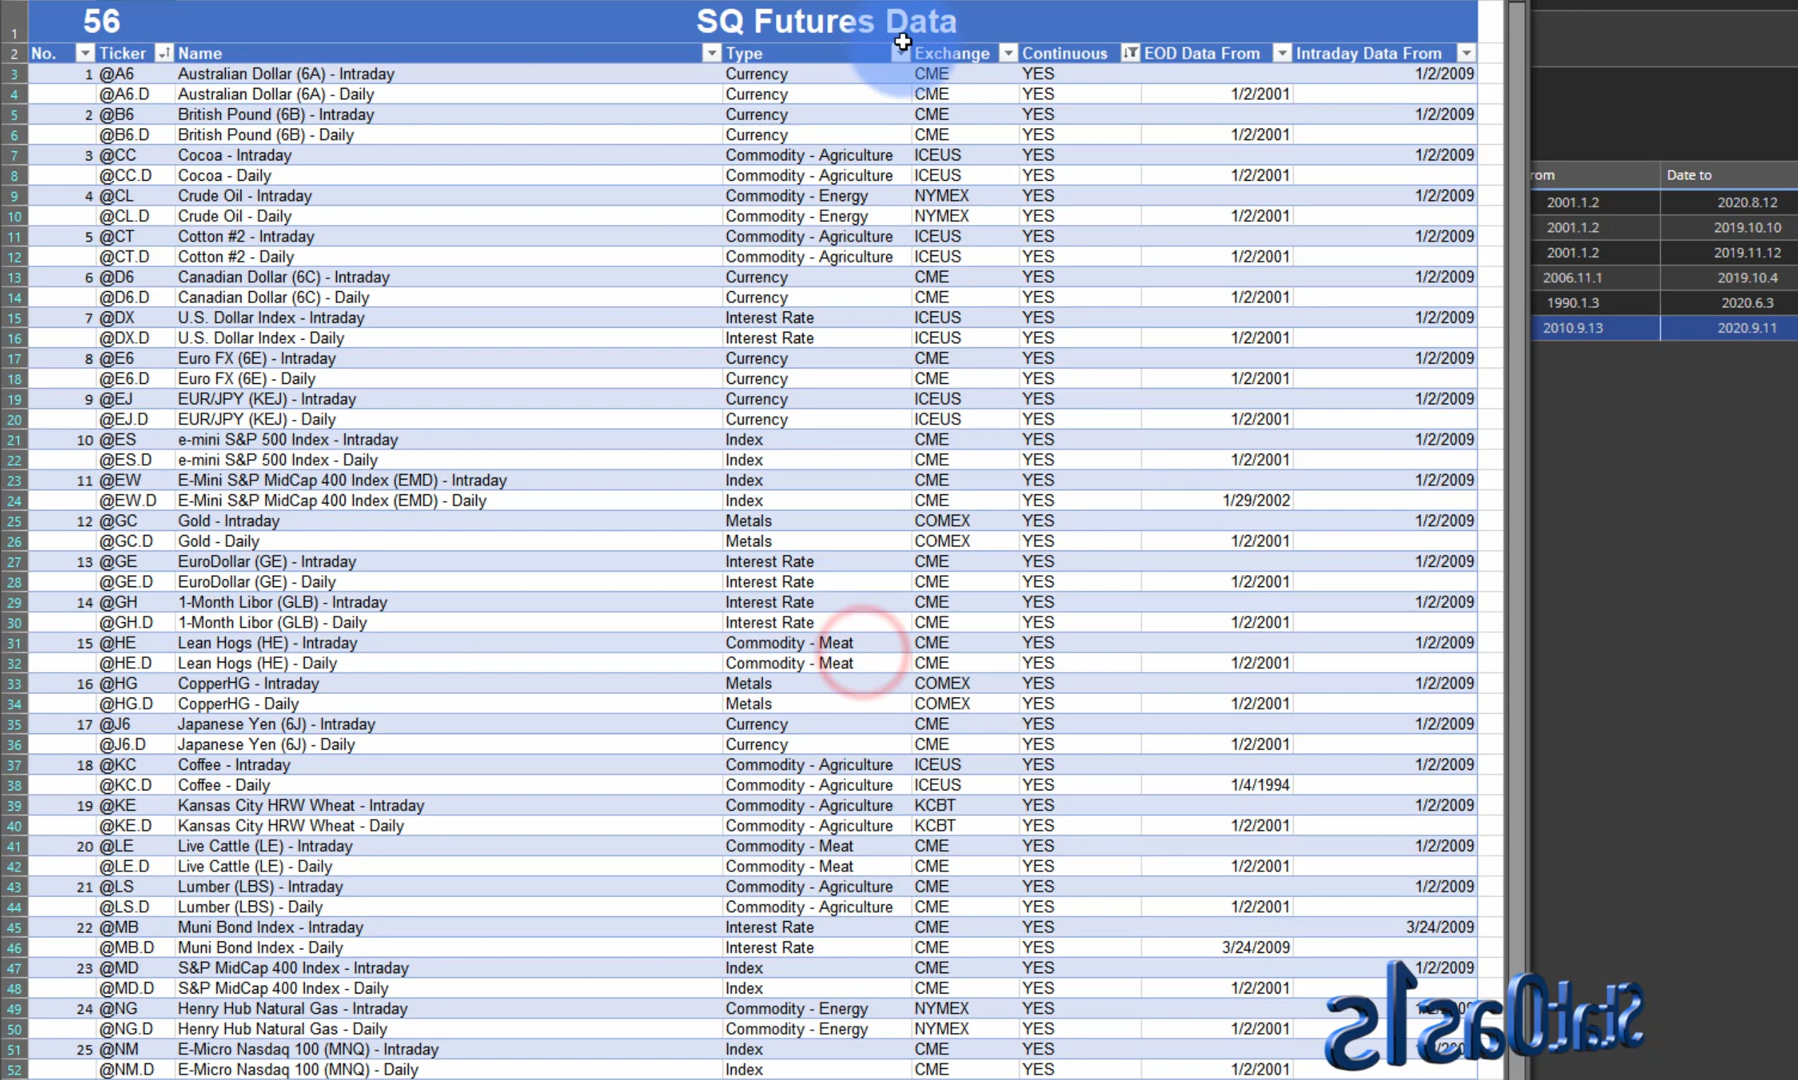 56 SQ Futures Data
No. Ticker Name Type Exchange Continuous EOD Data From Intraday Data From
1 @A6 Australian Dollar (6A) - Intraday Currency CME YES 1/2/2009
@A6.D Australian Dollar (6A) - Daily Currency CME YES 1/2/2001
2 @B6 British Pound (6B) - Intraday Currency CME YES 1/2/2009
@B6.D British Pound (6B) - Daily Currency CME YES 1/2/2001
3 @CC Cocoa - Intraday Commodity - Agriculture ICEUS YES 1/2/2009
@CC.D Cocoa - Daily Commodity - Agriculture ICEUS YES 1/2/2001
4 @CL Crude Oil - Intraday Commodity - Energy NYMEX YES 1/2/2009
@CL.D Crude Oil - Daily Commodity - Energy NYMEX YES 1/2/2001
5 @CT Cotton #2 - Intraday Commodity - Agriculture ICEUS YES 1/2/2009
@CT.D Cotton #2 - Daily Commodity - Agriculture ICEUS YES 1/2/2001
6 @D6 Canadian Dollar (6C) - Intraday Currency CME YES 1/2/2009
@D6.D Canadian Dollar (6C) - Daily Currency CME YES 1/2/2001
7 @DX U.S. Dollar Index - Intraday Interest Rate ICEUS YES 1/2/2009
@DX.D U.S. Dollar Index - Daily Interest Rate ICEUS YES 1/2/2001
8 @E6 Euro FX (6E) - Intraday Currency CME YES 1/2/2009
@E6.D Euro FX (6E) - Daily Currency CME YES 1/2/2001
9 @EJ EUR/JPY (KEJ) - Intraday Currency ICEUS YES 1/2/2009
@EJ.D EUR/JPY (KEJ) - Daily Currency ICEUS YES 1/2/2001
10 @ES e-mini S&P 500 Index - Intraday Index CME YES 1/2/2009
@ES.D e-mini S&P 500 Index - Daily Index CME YES 1/2/2001
11 @EW E-Mini S&P MidCap 400 Index (EMD) - Intraday Index CME YES 1/2/2009
@EW.D E-Mini S&P MidCap 400 Index (EMD) - Daily Index CME YES 1/29/2002
12 @GC Gold - Intraday Metals COMEX YES 1/2/2009
@GC.D Gold - Daily Metals COMEX YES 1/2/2001
13 @GE EuroDollar (GE) - Intraday Interest Rate CME YES 1/2/2009
@GE.D EuroDollar (GE) - Daily Interest Rate CME YES 1/2/2001
14 @GH 1-Month Libor (GLB) - Intraday Interest Rate CME YES 1/2/2009
@GH.D 1-Month Libor (GLB) - Daily Interest Rate CME YES 1/2/2001
15 @HE Lean Hogs (HE) - Intraday Commodity - Meat CME YES 1/2/2009
@HE.D Lean Hogs (HE) - Daily Commodity - Meat CME YES 1/2/2001
16 @HG CopperHG - Intraday Metals COMEX YES 1/2/2009
@HG.D CopperHG - Daily Metals COMEX YES 1/2/2001
17 @J6 Japanese Yen (6J) - Intraday Currency CME YES 1/2/2009
@J6.D Japanese Yen (6J) - Daily Currency CME YES 1/2/2001
18 @KC Coffee - Intraday Commodity - Agriculture ICEUS YES 1/2/2009
@KC.D Coffee - Daily Commodity - Agriculture ICEUS YES 1/4/1994
19 @KE Kansas City HRW Wheat - Intraday Commodity - Agriculture KCBT YES 1/2/2009
@KE.D Kansas City HRW Wheat - Daily Commodity - Agriculture KCBT YES 1/2/2001
20 @LE Live Cattle (LE) - Intraday Commodity - Meat CME YES 1/2/2009
@LE.D Live Cattle (LE) - Daily Commodity - Meat CME YES 1/2/2001
21 @LS Lumber (LBS) - Intraday Commodity - Agriculture CME YES 1/2/2009
@LS.D Lumber (LBS) - Daily Commodity - Agriculture CME YES 1/2/2001
22 @MB Muni Bond Index - Intraday Interest Rate CME YES 3/24/2009
@MB.D Muni Bond Index - Daily Interest Rate CME YES 3/24/2009
23 @MD S&P MidCap 400 Index - Intraday Index CME YES 1/2/2009
@MD.D S&P MidCap 400 Index - Daily Index CME YES 1/2/2001
24 @NG Henry Hub Natural Gas - Intraday Commodity - Energy NYMEX YES
@NG.D Henry Hub Natural Gas - Daily Commodity - Energy NYMEX YES 1/2/2001
25 @NM E-Micro Nasdaq 100 (MNQ) - Intraday Index CME YES
@NM.D E-Micro Nasdaq 100 (MNQ) - Daily Index CME YES 1/2/2001
rom Date to
2001.1.2 2020.8.12
2001.1.2 2019.10.10
2001.1.2 2019.11.12
2006.11.1 2019.10.4
1990.1.3 2020.6.3
2010.9.13 2020.9.11